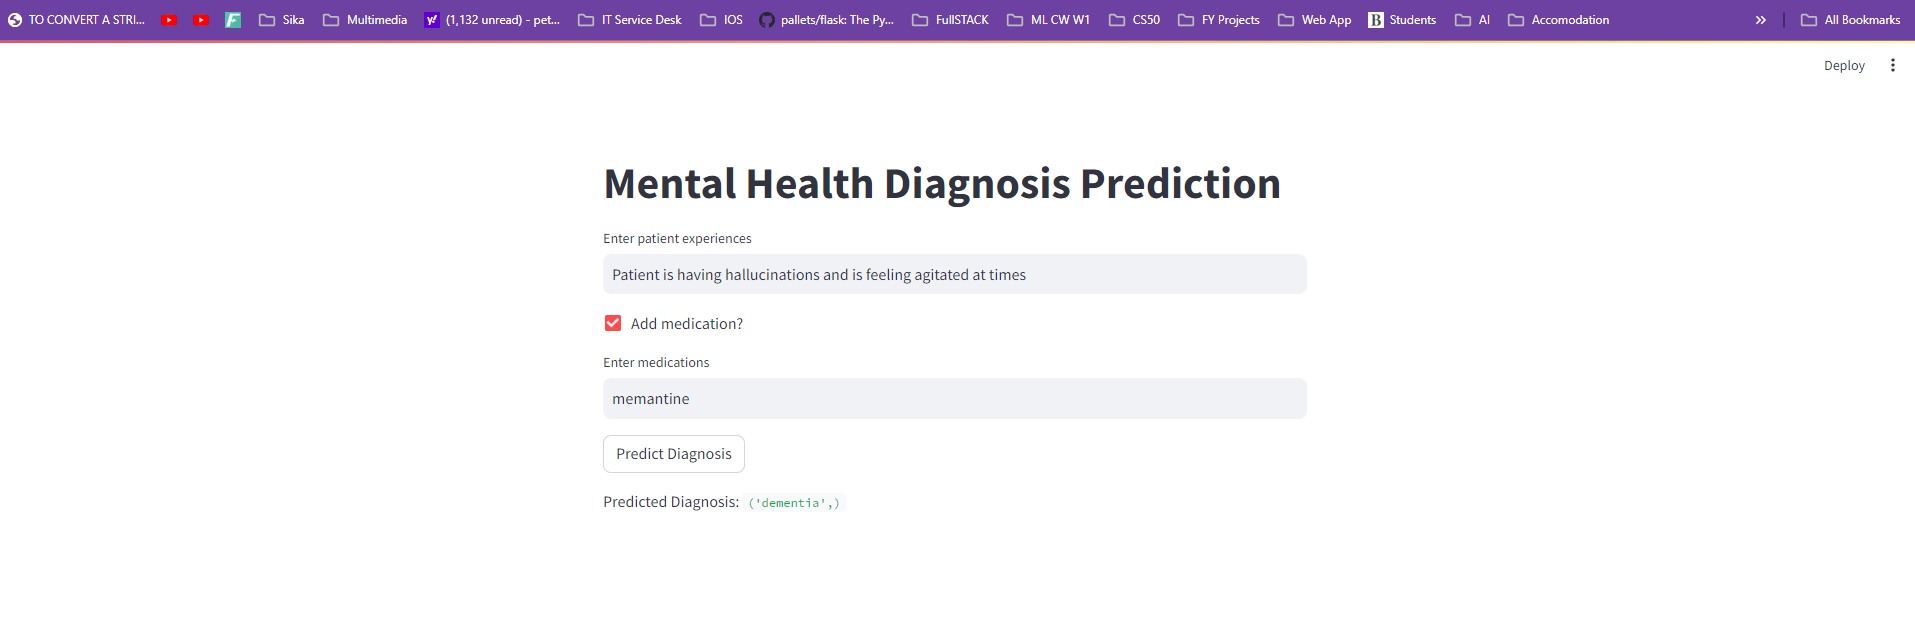 TO CONVERT A STRI... Sika Multimedia y! (1,132 unread) - pet... IT Service Desk IOS pallets/flask: The Py... FullSTACK ML CW W1 CS50 FY Projects Web App B Students AI Accomodation » All Bookmarks
Deploy
Mental Health Diagnosis Prediction
Enter patient experiences
Patient is having hallucinations and is feeling agitated at times
Add medication?
Enter medications
memantine
Predict Diagnosis
Predicted Diagnosis: ('dementia',)